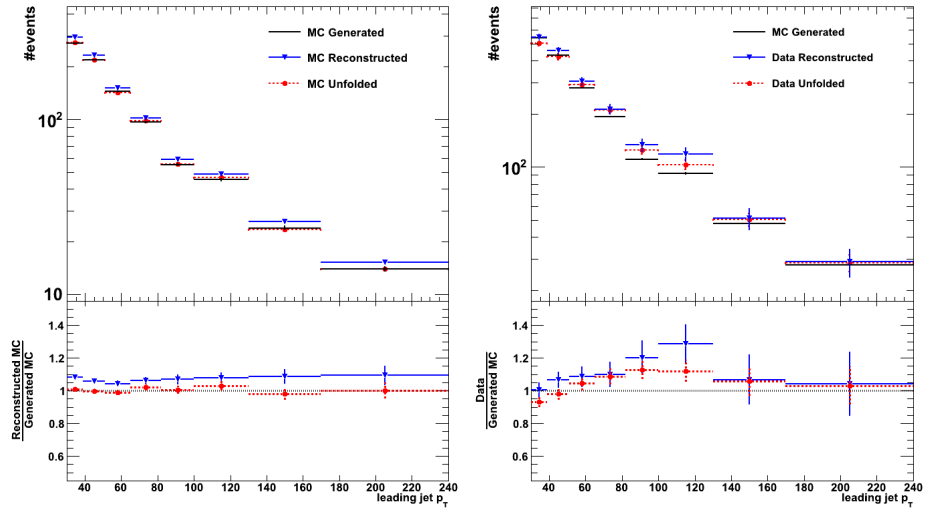 #events
MC Generated
MC Reconstructed
MC Unfolded
10²
10
Reconstructed MC
Generated MC
1.4
1.2
1
0.8
0.6
40 60 80 100 120 140 160 180 200 220 240
leading jet p_T
#events
MC Generated
Data Reconstructed
Data Unfolded
10²
Data
Generated MC
1.4
1.2
1
0.8
0.6
40 60 80 100 120 140 160 180 200 220 240
leading jet p_T